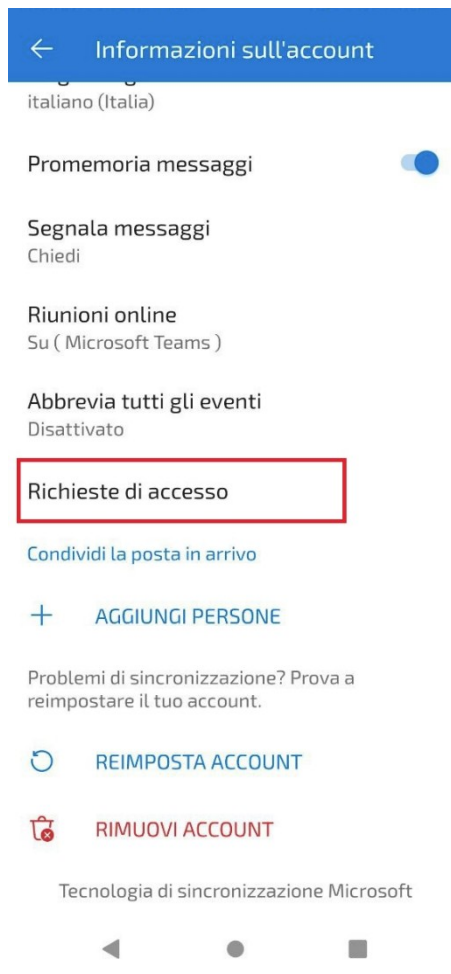 Informazioni sull'account
italiano (Italia)
Promemoria messaggi
Segnala messaggi
Chiedi
Riunioni online
Su ( Microsoft Teams )
Abbrevia tutti gli eventi
Disattivato
Richieste di accesso
Condividi la posta in arrivo
AGGIUNGI PERSONE
Problemi di sincronizzazione? Prova a
reimpostare il tuo account.
REIMPOSTA ACCOUNT
RIMUOVI ACCOUNT
Tecnologia di sincronizzazione Microsoft